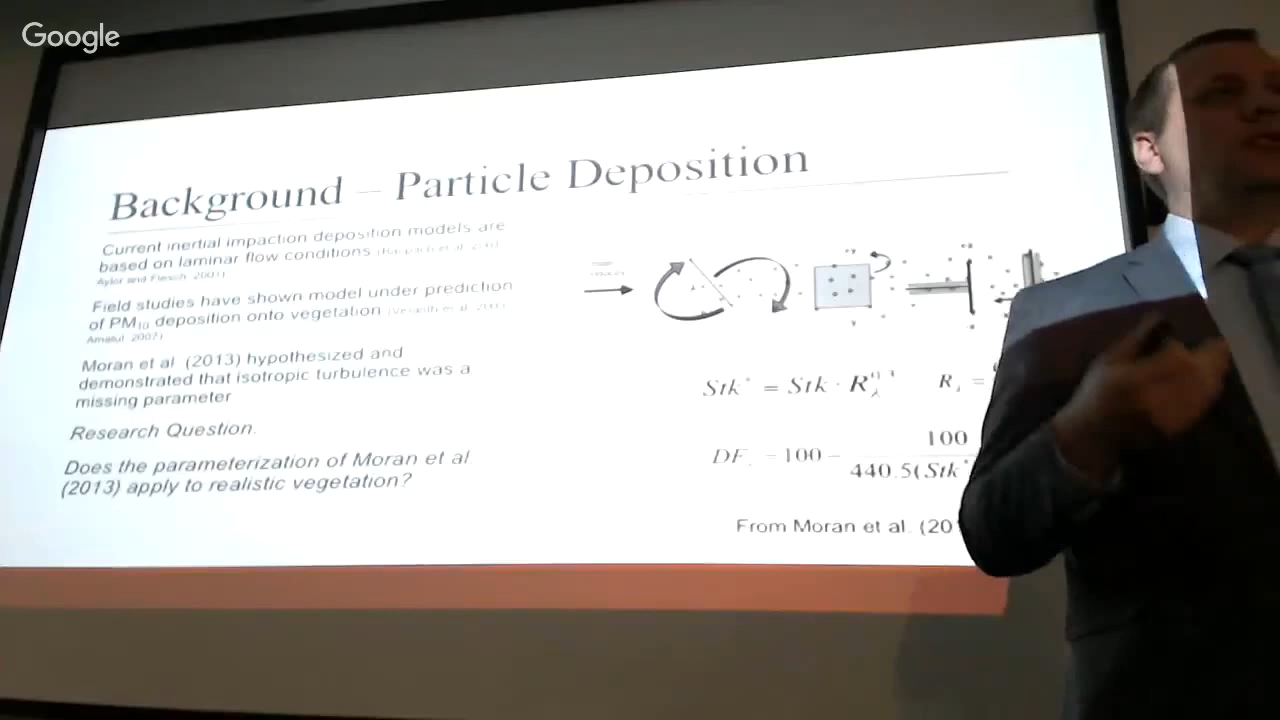 Google
Background – Particle Deposition
Current inertial impaction deposition models are
based on laminar flow conditions
Aylor and Flesch, 2001)
Field studies have shown model under prediction
of PM10 deposition onto vegetation
Moran et al (2013) hypothesized and
demonstrated that isotropic turbulence was a
missing parameter
Research Question.
Does the parameterization of Moran et al
(2013) apply to realistic vegetation?
Stk* = Stk · Rλ
R =
DF = 100 −
100
440.5(Stk*
From Moran et al. (20